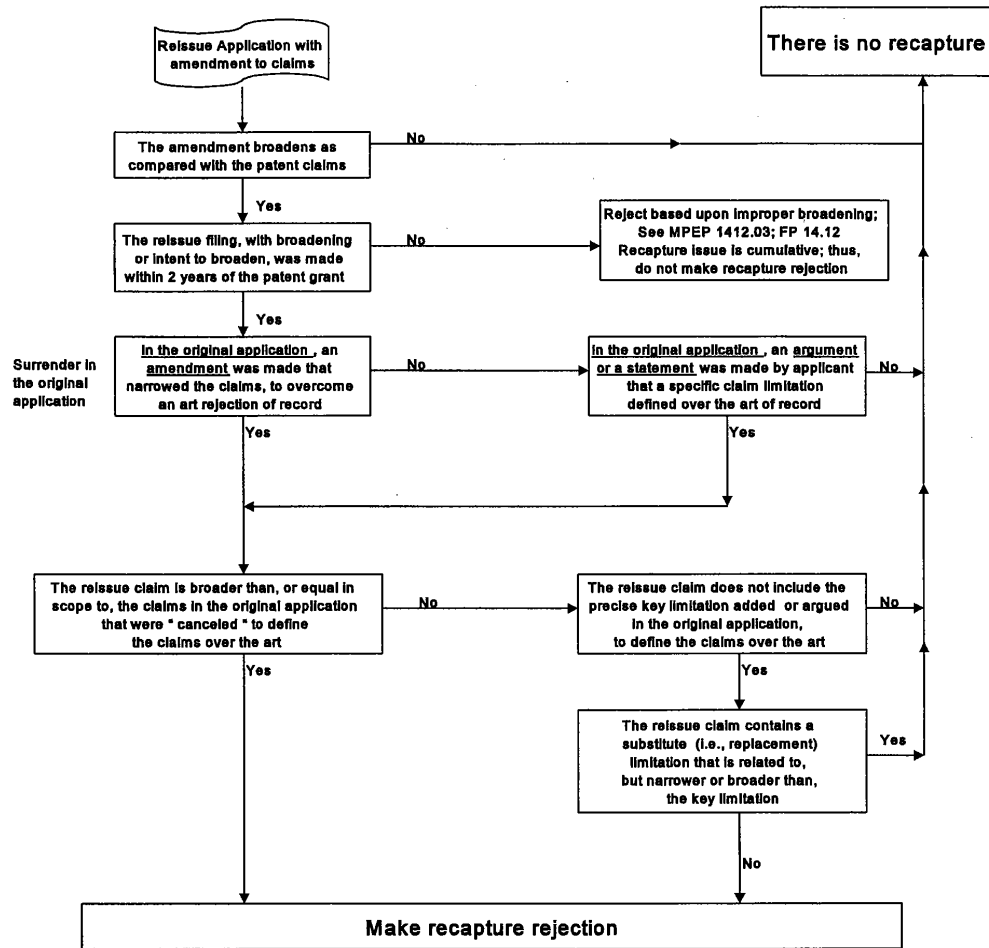 Reissue Application with
amendment to claims
There is no recapture
The amendment broadens as
compared with the patent claims
No
Yes
The reissue filing, with broadening
or intent to broaden, was made
within 2 years of the patent grant
No
Reject based upon improper broadening;
See MPEP 1412.03; FP 14.12
Recapture issue is cumulative; thus,
do not make recapture rejection
Yes
Surrender in
the original
application
In the original application , an
amendment was made that
narrowed the claims, to overcome
an art rejection of record
No
In the original application , an argument
or a statement was made by applicant
that a specific claim limitation
defined over the art of record
No
Yes
Yes
The reissue claim is broader than, or equal in
scope to, the claims in the original application
that were " canceled " to define
the claims over the art
No
The reissue claim does not include the
precise key limitation added or argued
in the original application,
to define the claims over the art
No
Yes
Yes
The reissue claim contains a
substitute (i.e., replacement)
limitation that is related to,
but narrower or broader than,
the key limitation
Yes
No
Make recapture rejection